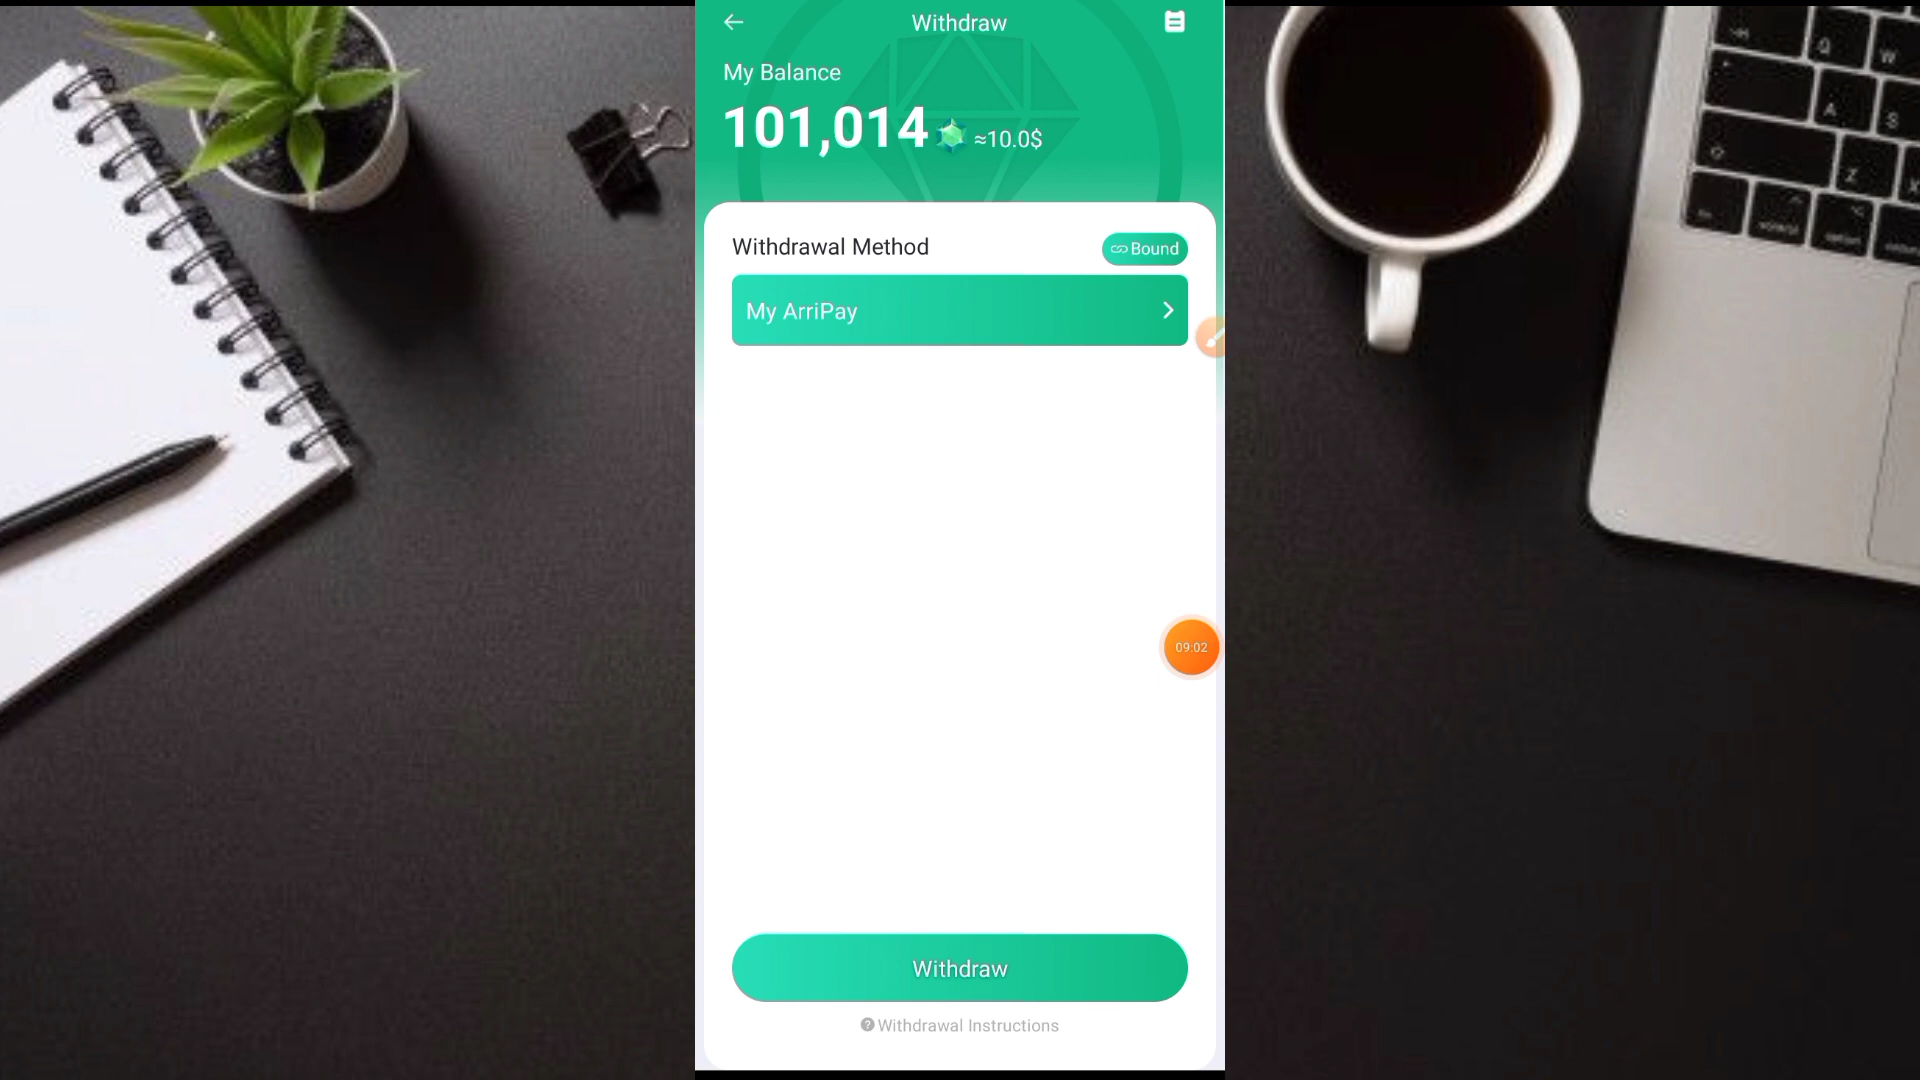 Withdraw
My Balance
101,014 ≈10.0$
Withdrawal Method
Bound
My ArriPay
09:02
Withdraw
Withdrawal Instructions
Q
W
A
S
Z
X